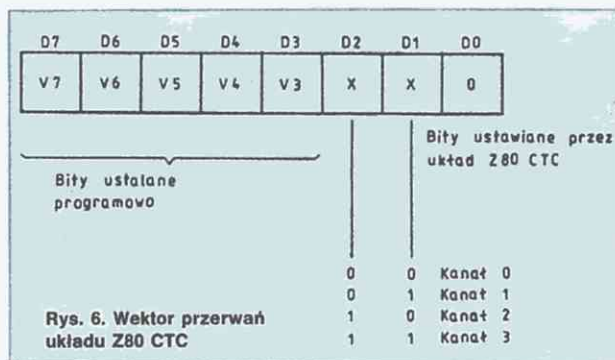 D7 D6 D5 D4 D3 D2 D1 D0
V7 V6 V5 V4 V3 X X 0
Bity ustawiane przez
układ Z80 CTC
Bity ustalane
programowo
0 0 Kanał 0
0 1 Kanał 1
1 0 Kanał 2
1 1 Kanał 3
Rys. 6. Wektor przerwań
układu Z80 CTC